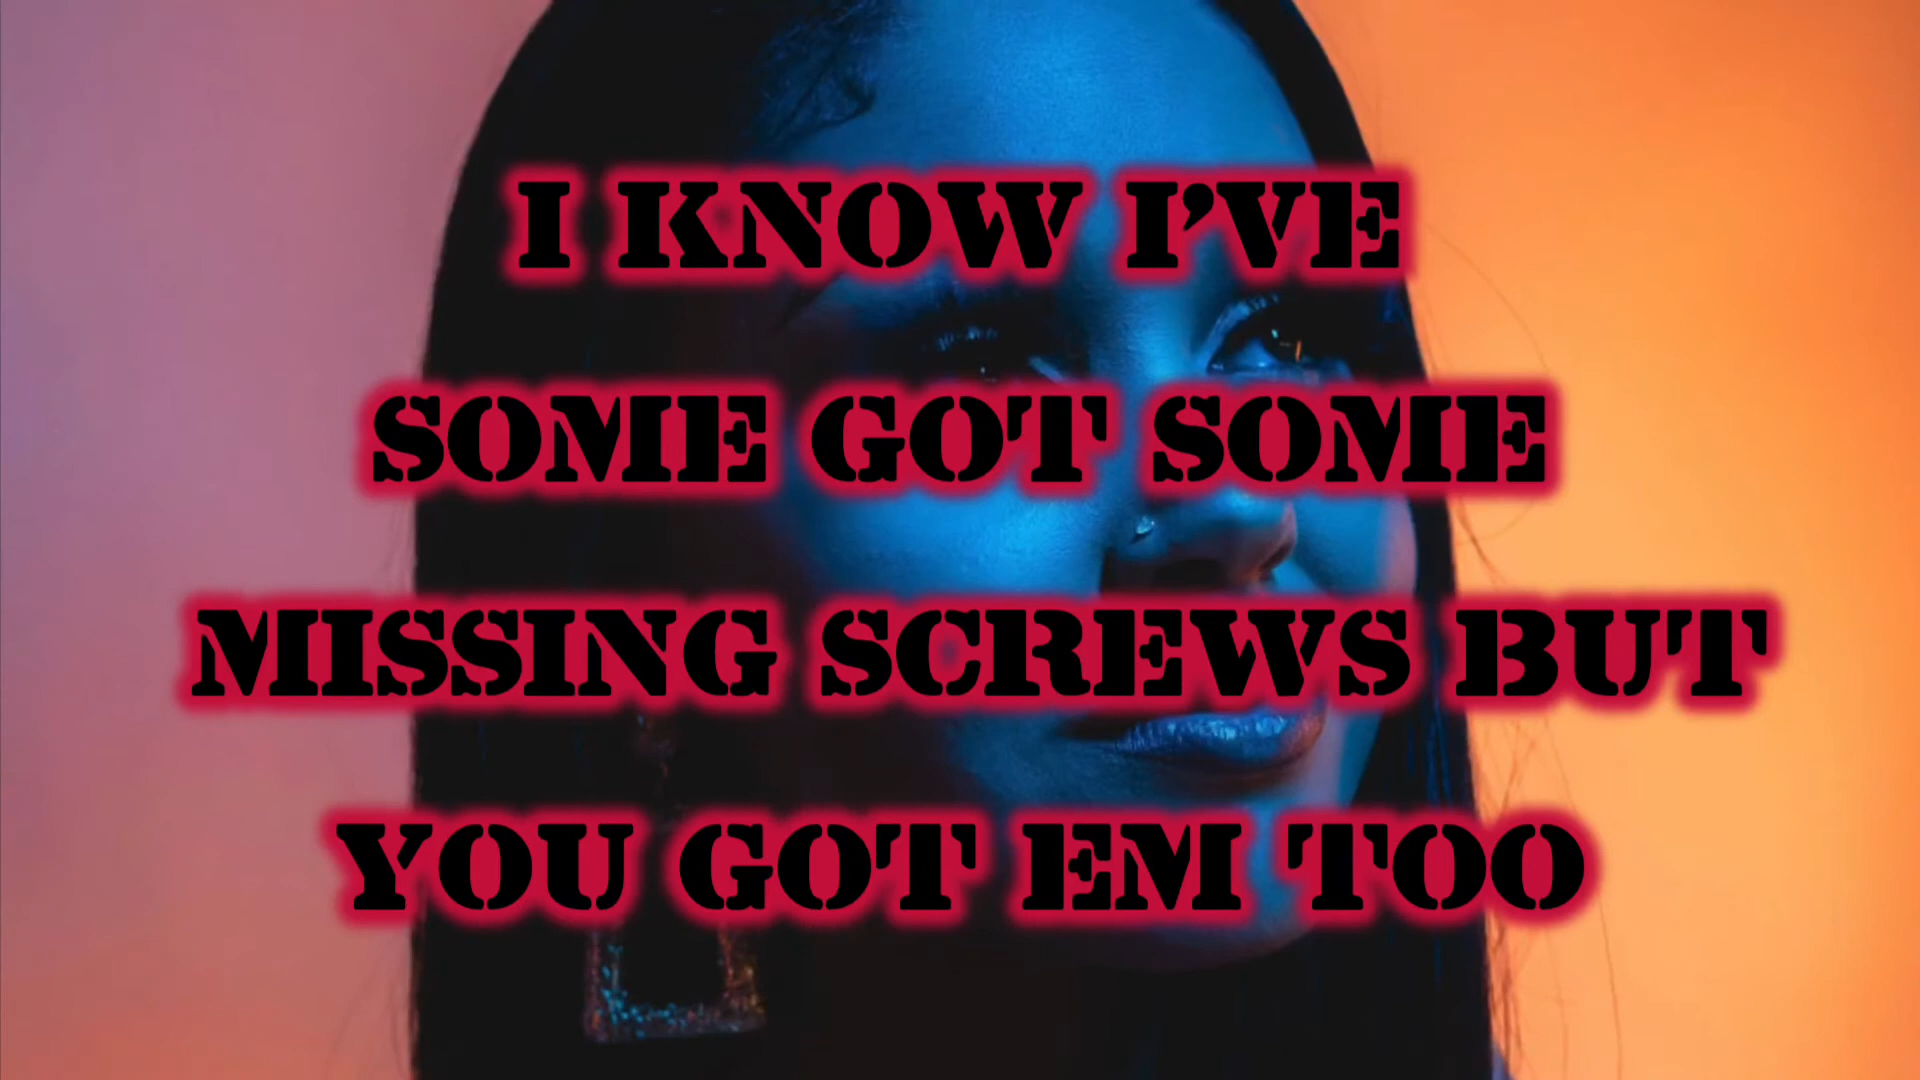 I KNOW I'VE
SOME GOT SOME
MISSING SCREWS BUT
YOU GOT EM TOO